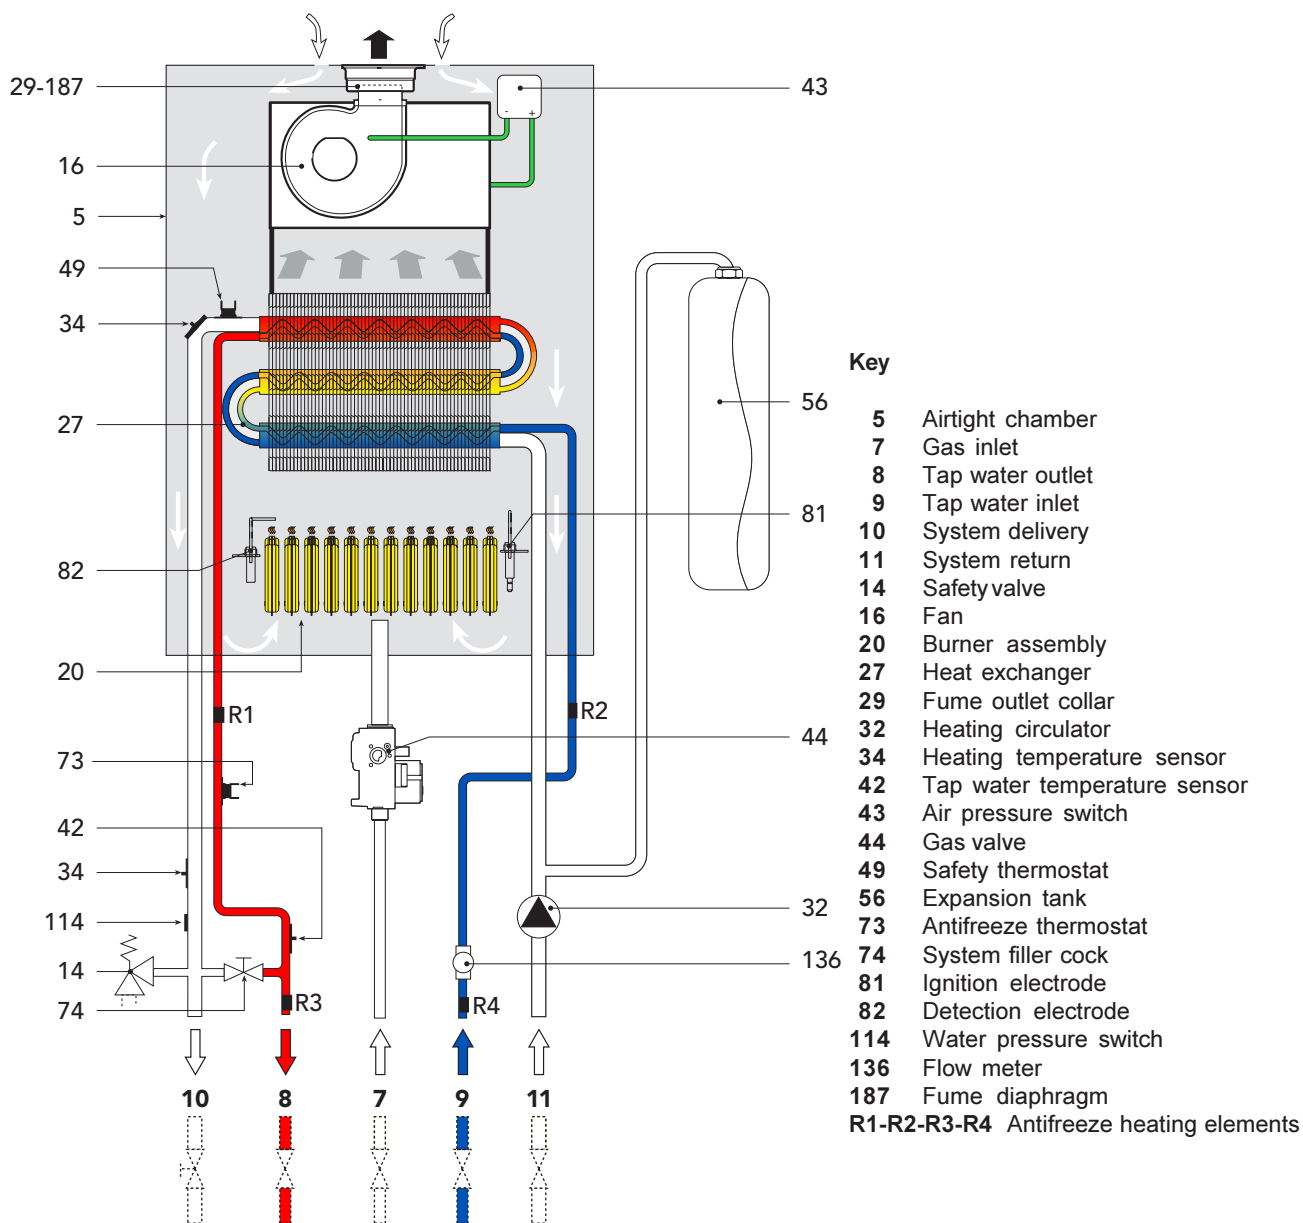 29-187
16
5
49
34
27
82
20
73
42
34
114
14
74
43
-
+
56
81
44
32
136
R1
R2
R3
R4
10
8
7
9
11
Key
5 Airtight chamber
7 Gas inlet
8 Tap water outlet
9 Tap water inlet
10 System delivery
11 System return
14 Safety valve
16 Fan
20 Burner assembly
27 Heat exchanger
29 Fume outlet collar
32 Heating circulator
34 Heating temperature sensor
42 Tap water temperature sensor
43 Air pressure switch
44 Gas valve
49 Safety thermostat
56 Expansion tank
73 Antifreeze thermostat
74 System filler cock
81 Ignition electrode
82 Detection electrode
114 Water pressure switch
136 Flow meter
187 Fume diaphragm
R1-R2-R3-R4 Antifreeze heating elements